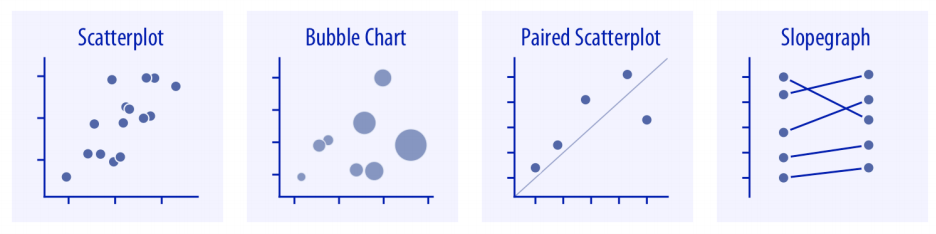 Scatterplot
Bubble Chart
Paired Scatterplot
Slopegraph